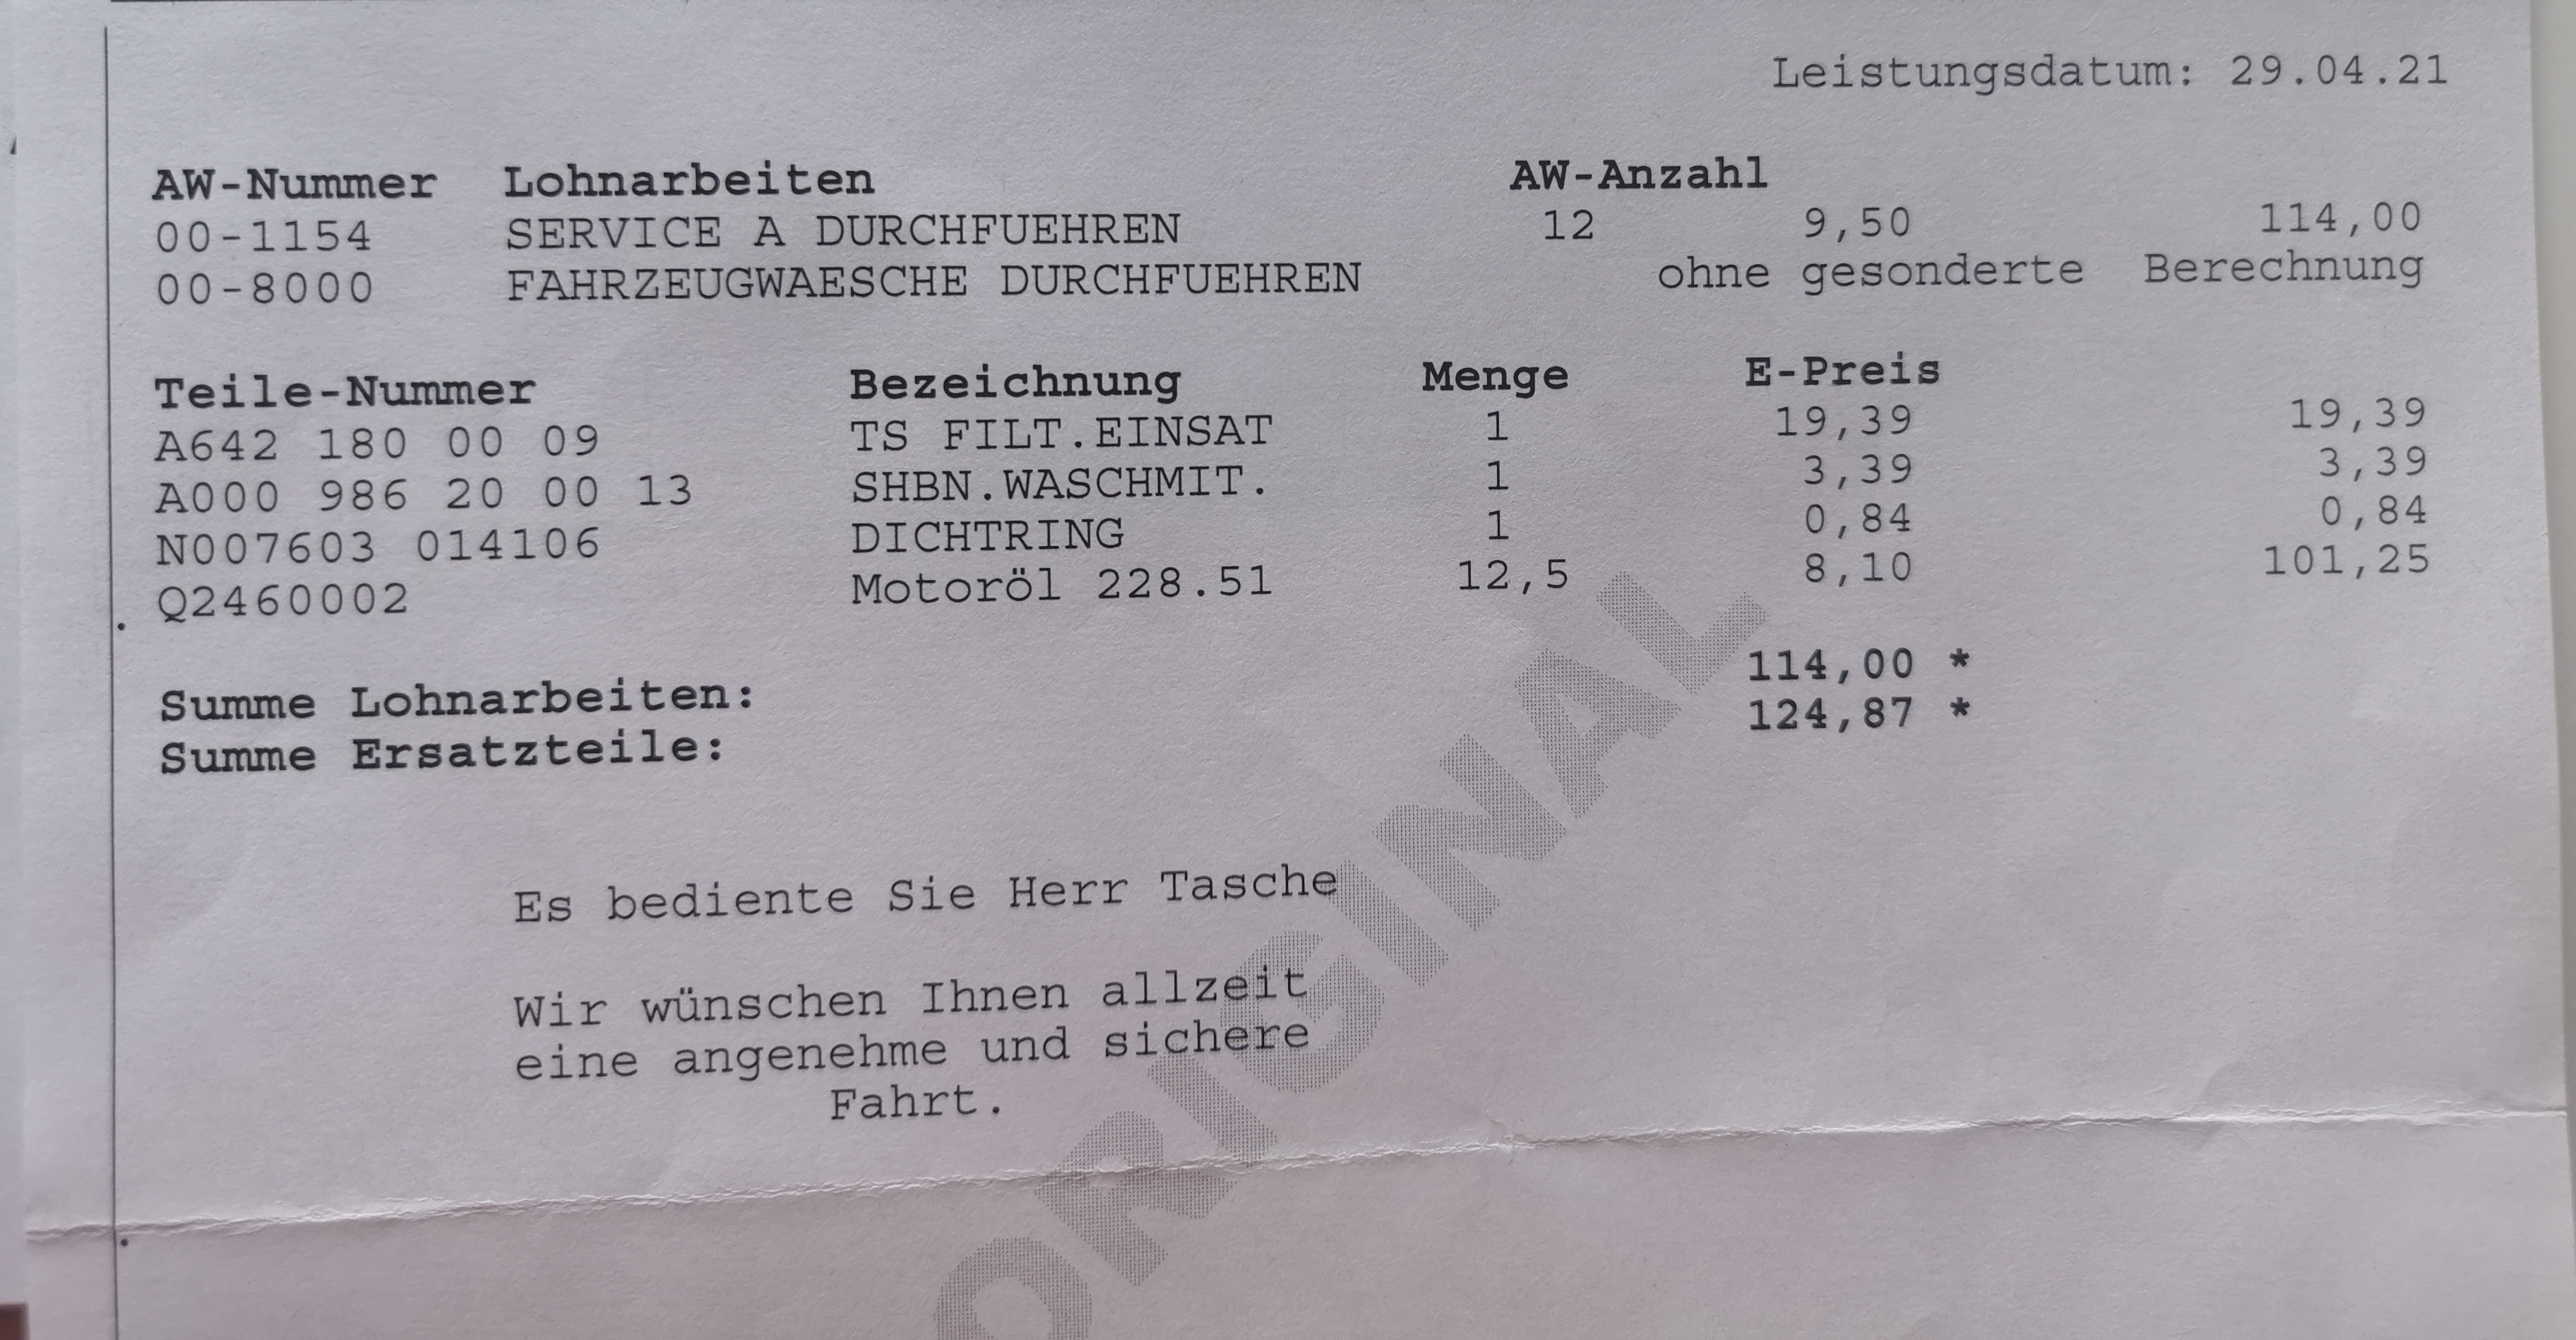 Leistungsdatum: 29.04.21
AW-Nummer Lohnarbeiten AW-Anzahl
00-1154 SERVICE A DURCHFUEHREN 12 9,50 114,00
00-8000 FAHRZEUGWAESCHE DURCHFUEHREN ohne gesonderte Berechnung
Teile-Nummer Bezeichnung Menge E-Preis
A642 180 00 09 TS FILT.EINSAT 1 19,39 19,39
A000 986 20 00 13 SHBN.WASCHMIT. 1 3,39 3,39
N007603 014106 DICHTRING 1 0,84 0,84
Q2460002 Motoröl 228.51 12,5 8,10 101,25
Summe Lohnarbeiten: 114,00 *
Summe Ersatzteile: 124,87 *
Es bediente Sie Herr Tasche
Wir wünschen Ihnen allzeit
eine angenehme und sichere
Fahrt.
ORIGINAL